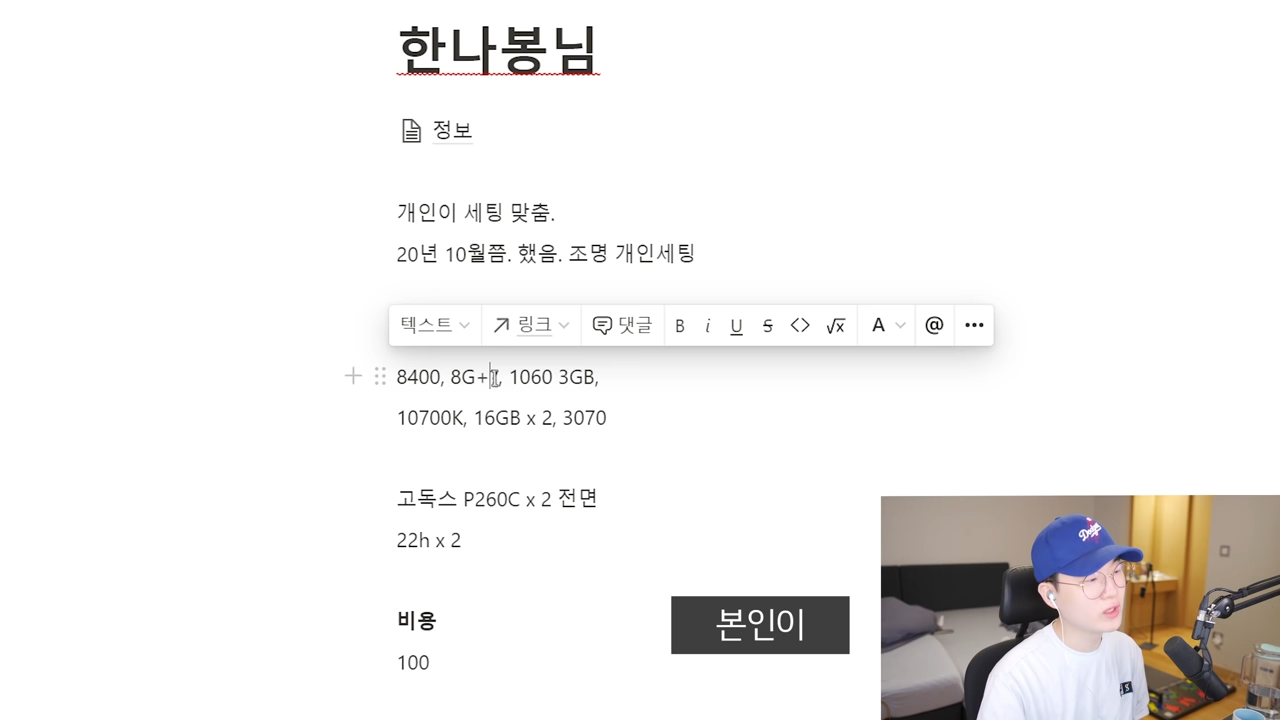 한나봉님
정보
개인이 세팅 맞춤.
20년 10월쯤. 했음. 조명 개인세팅
텍스트 링크 댓글 B i U S <> √x A @ •••
8400, 8G+, 1060 3GB,
10700K, 16GB x 2, 3070
고독스 P260C x 2 전면
22h x 2
비용
100
본인이
Dodgers